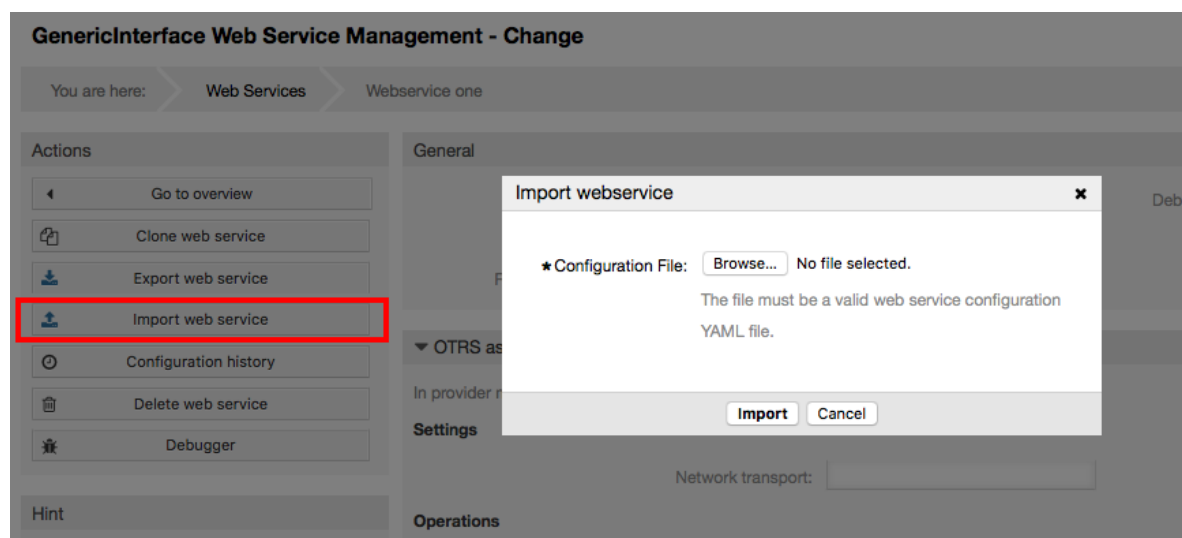 GenericInterface Web Service Management - Change
You are here: Web Services Webservice one
Actions
Go to overview
Clone web service
Export web service
Import web service
Configuration history
Delete web service
Debugger
Hint
General
Deb
F
Import webservice
★Configuration File: Browse... No file selected.
The file must be a valid web service configuration
YAML file.
Import Cancel
OTRS as
In provider r
Settings
Network transport:
Operations